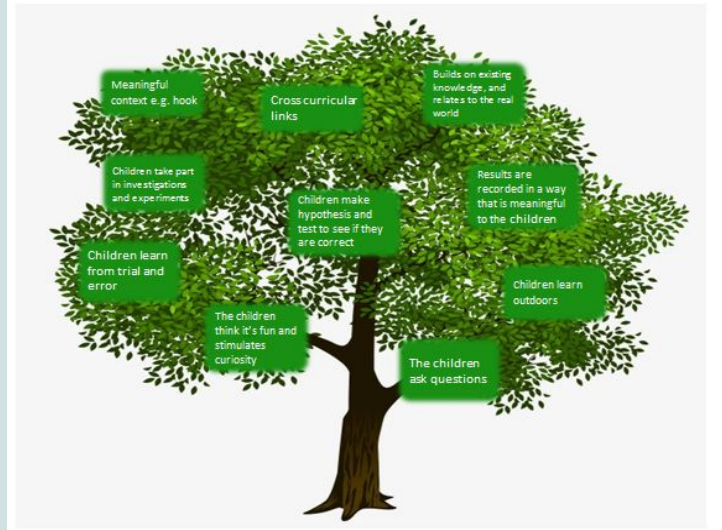 Meaningful
context e.g. hook
Cross curricular
links
Builds on existing
knowledge, and
relates to the real
world
Children take part
in investigations
and experiments
Children make
hypothesis and
test to see if they
are correct
Results are
recorded in a way
that is meaningful
to the children
Children learn
from trial and
error
Children learn
outdoors
The children
think it's fun and
stimulates
curiosity
The children
ask questions